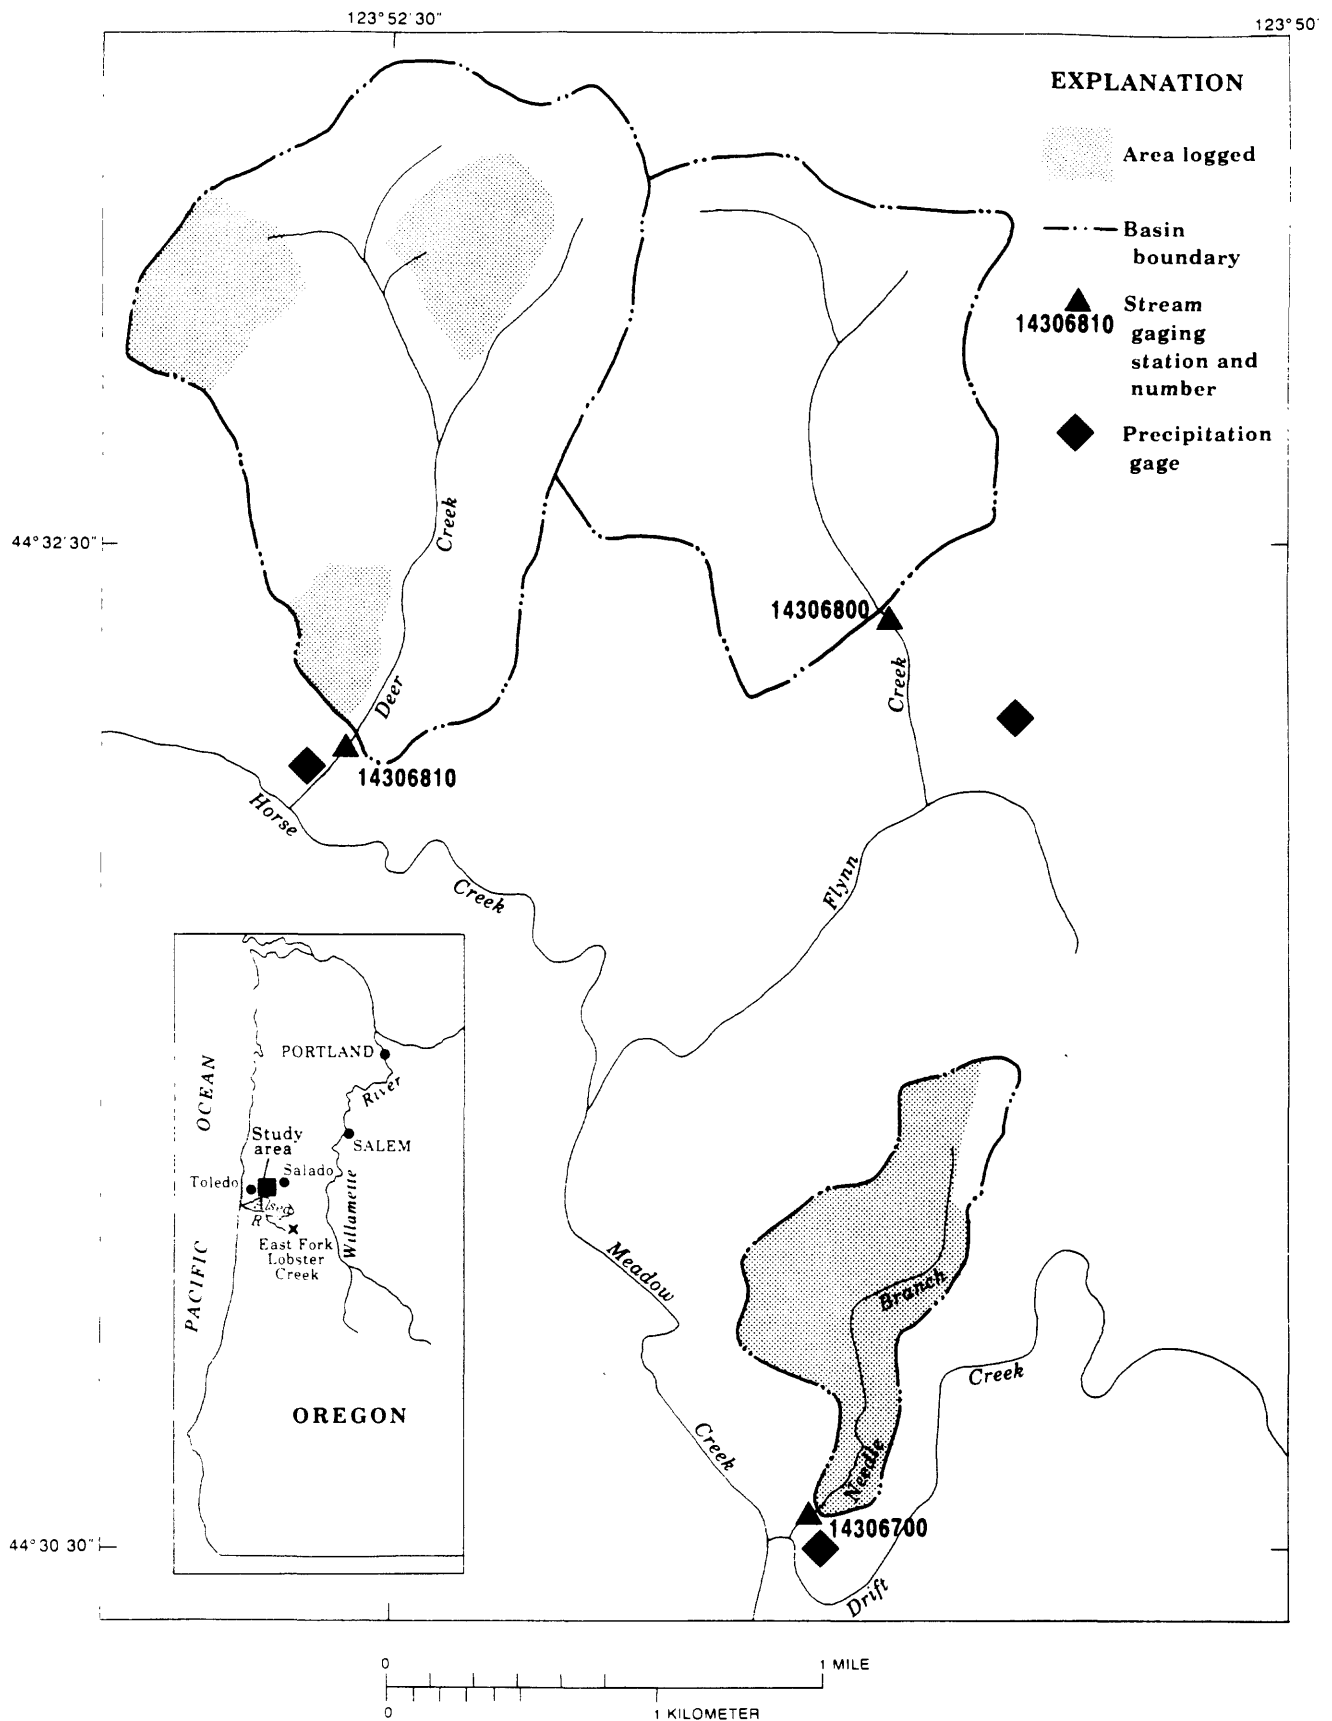 123°52'30"
123°50'
EXPLANATION
Area logged
Basin
boundary
14306810
Stream
gaging
station and
number
Precipitation
gage
44°32'30"
Creek
Deer
14306810
14306800
Creek
Horse
Creek
Flynn
PORTLAND
River
OCEAN
SALEM
Study
area
Toledo
Salado
Alsea
R
East Fork
Lobster
Creek
Willamette
PACIFIC
OREGON
Meadow
Creek
Branch
Needle
Creek
14306700
Drift
44°30 30"
0
1 MILE
0
1 KILOMETER